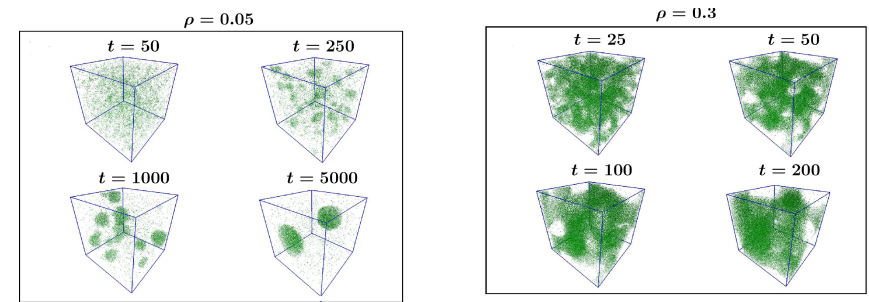 ρ = 0.05
t = 50 t = 250
t = 1000 t = 5000
ρ = 0.3
t = 25 t = 50
t = 100 t = 200